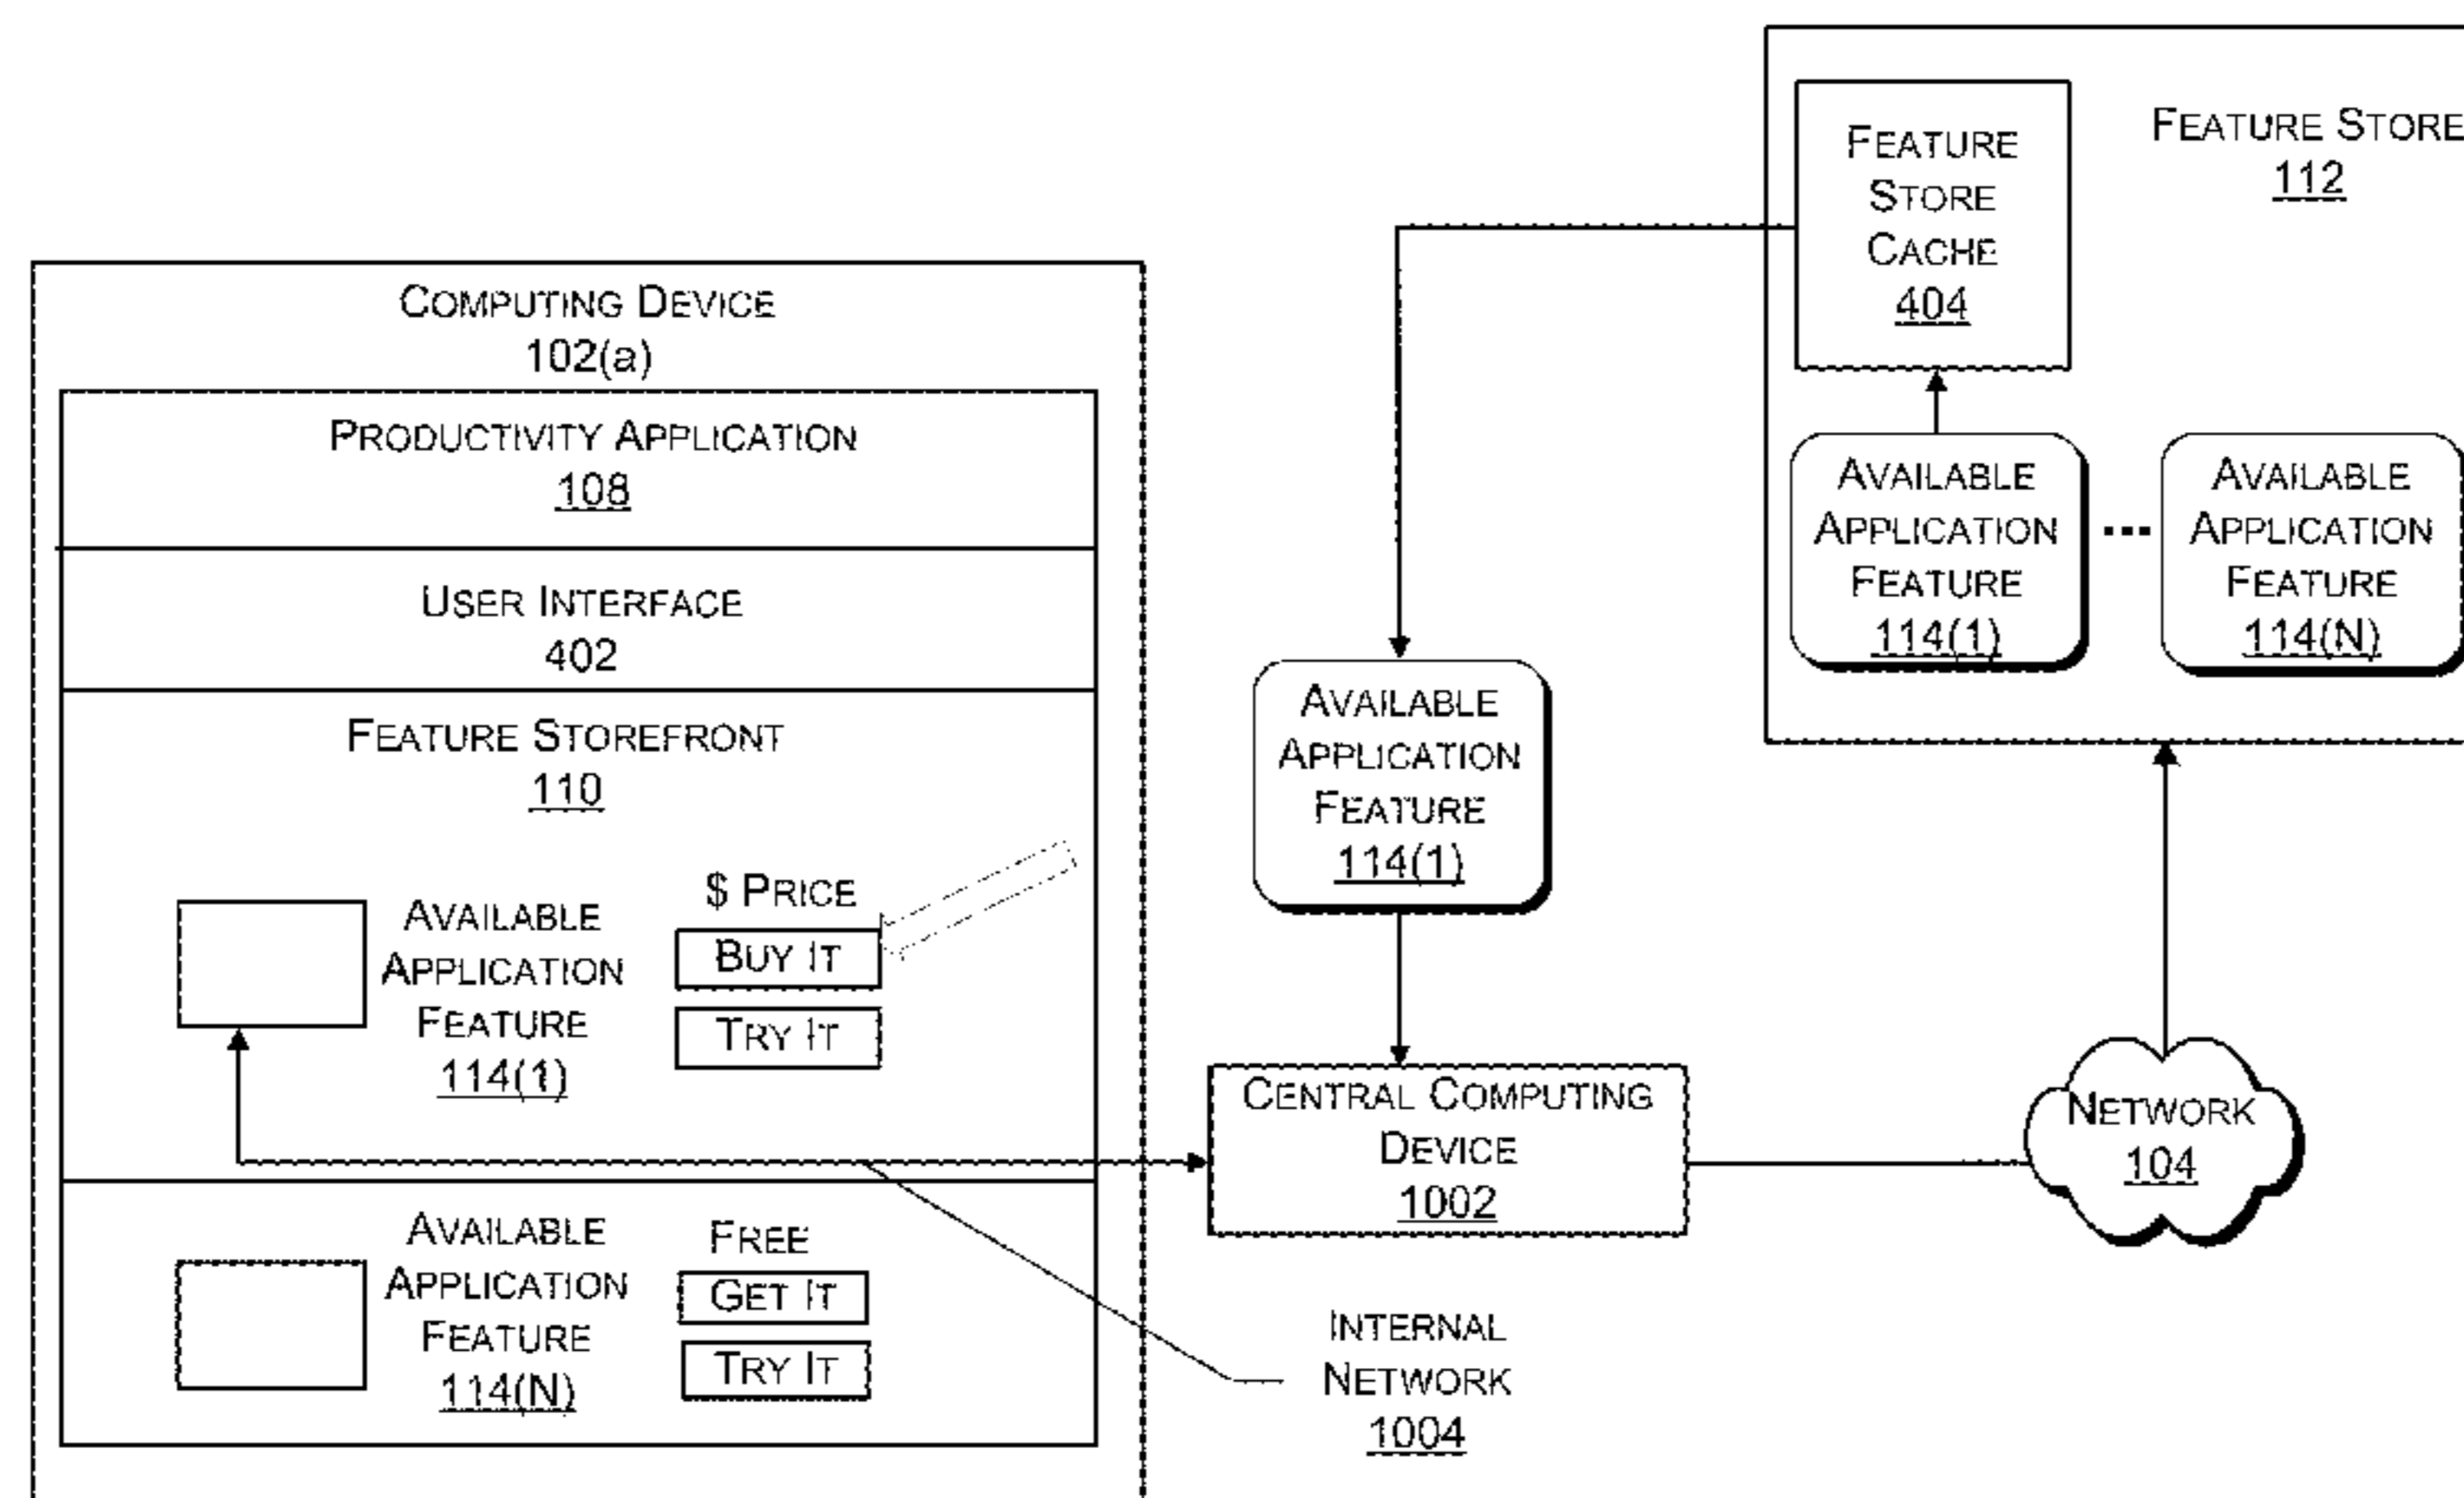 COMPUTING DEVICE
102(a)
PRODUCTIVITY APPLICATION
108
USER INTERFACE
402
FEATURE STOREFRONT
110
AVAILABLE
APPLICATION
FEATURE
114(1)
$ PRICE
BUY IT
TRY IT
AVAILABLE
APPLICATION
FEATURE
114(N)
FREE
GET IT
TRY IT
AVAILABLE
APPLICATION
FEATURE
114(1)
CENTRAL COMPUTING
DEVICE
1002
INTERNAL
NETWORK
1004
FEATURE
STORE
CACHE
404
FEATURE STORE
112
AVAILABLE
APPLICATION
FEATURE
114(1)
...
AVAILABLE
APPLICATION
FEATURE
114(N)
NETWORK
104